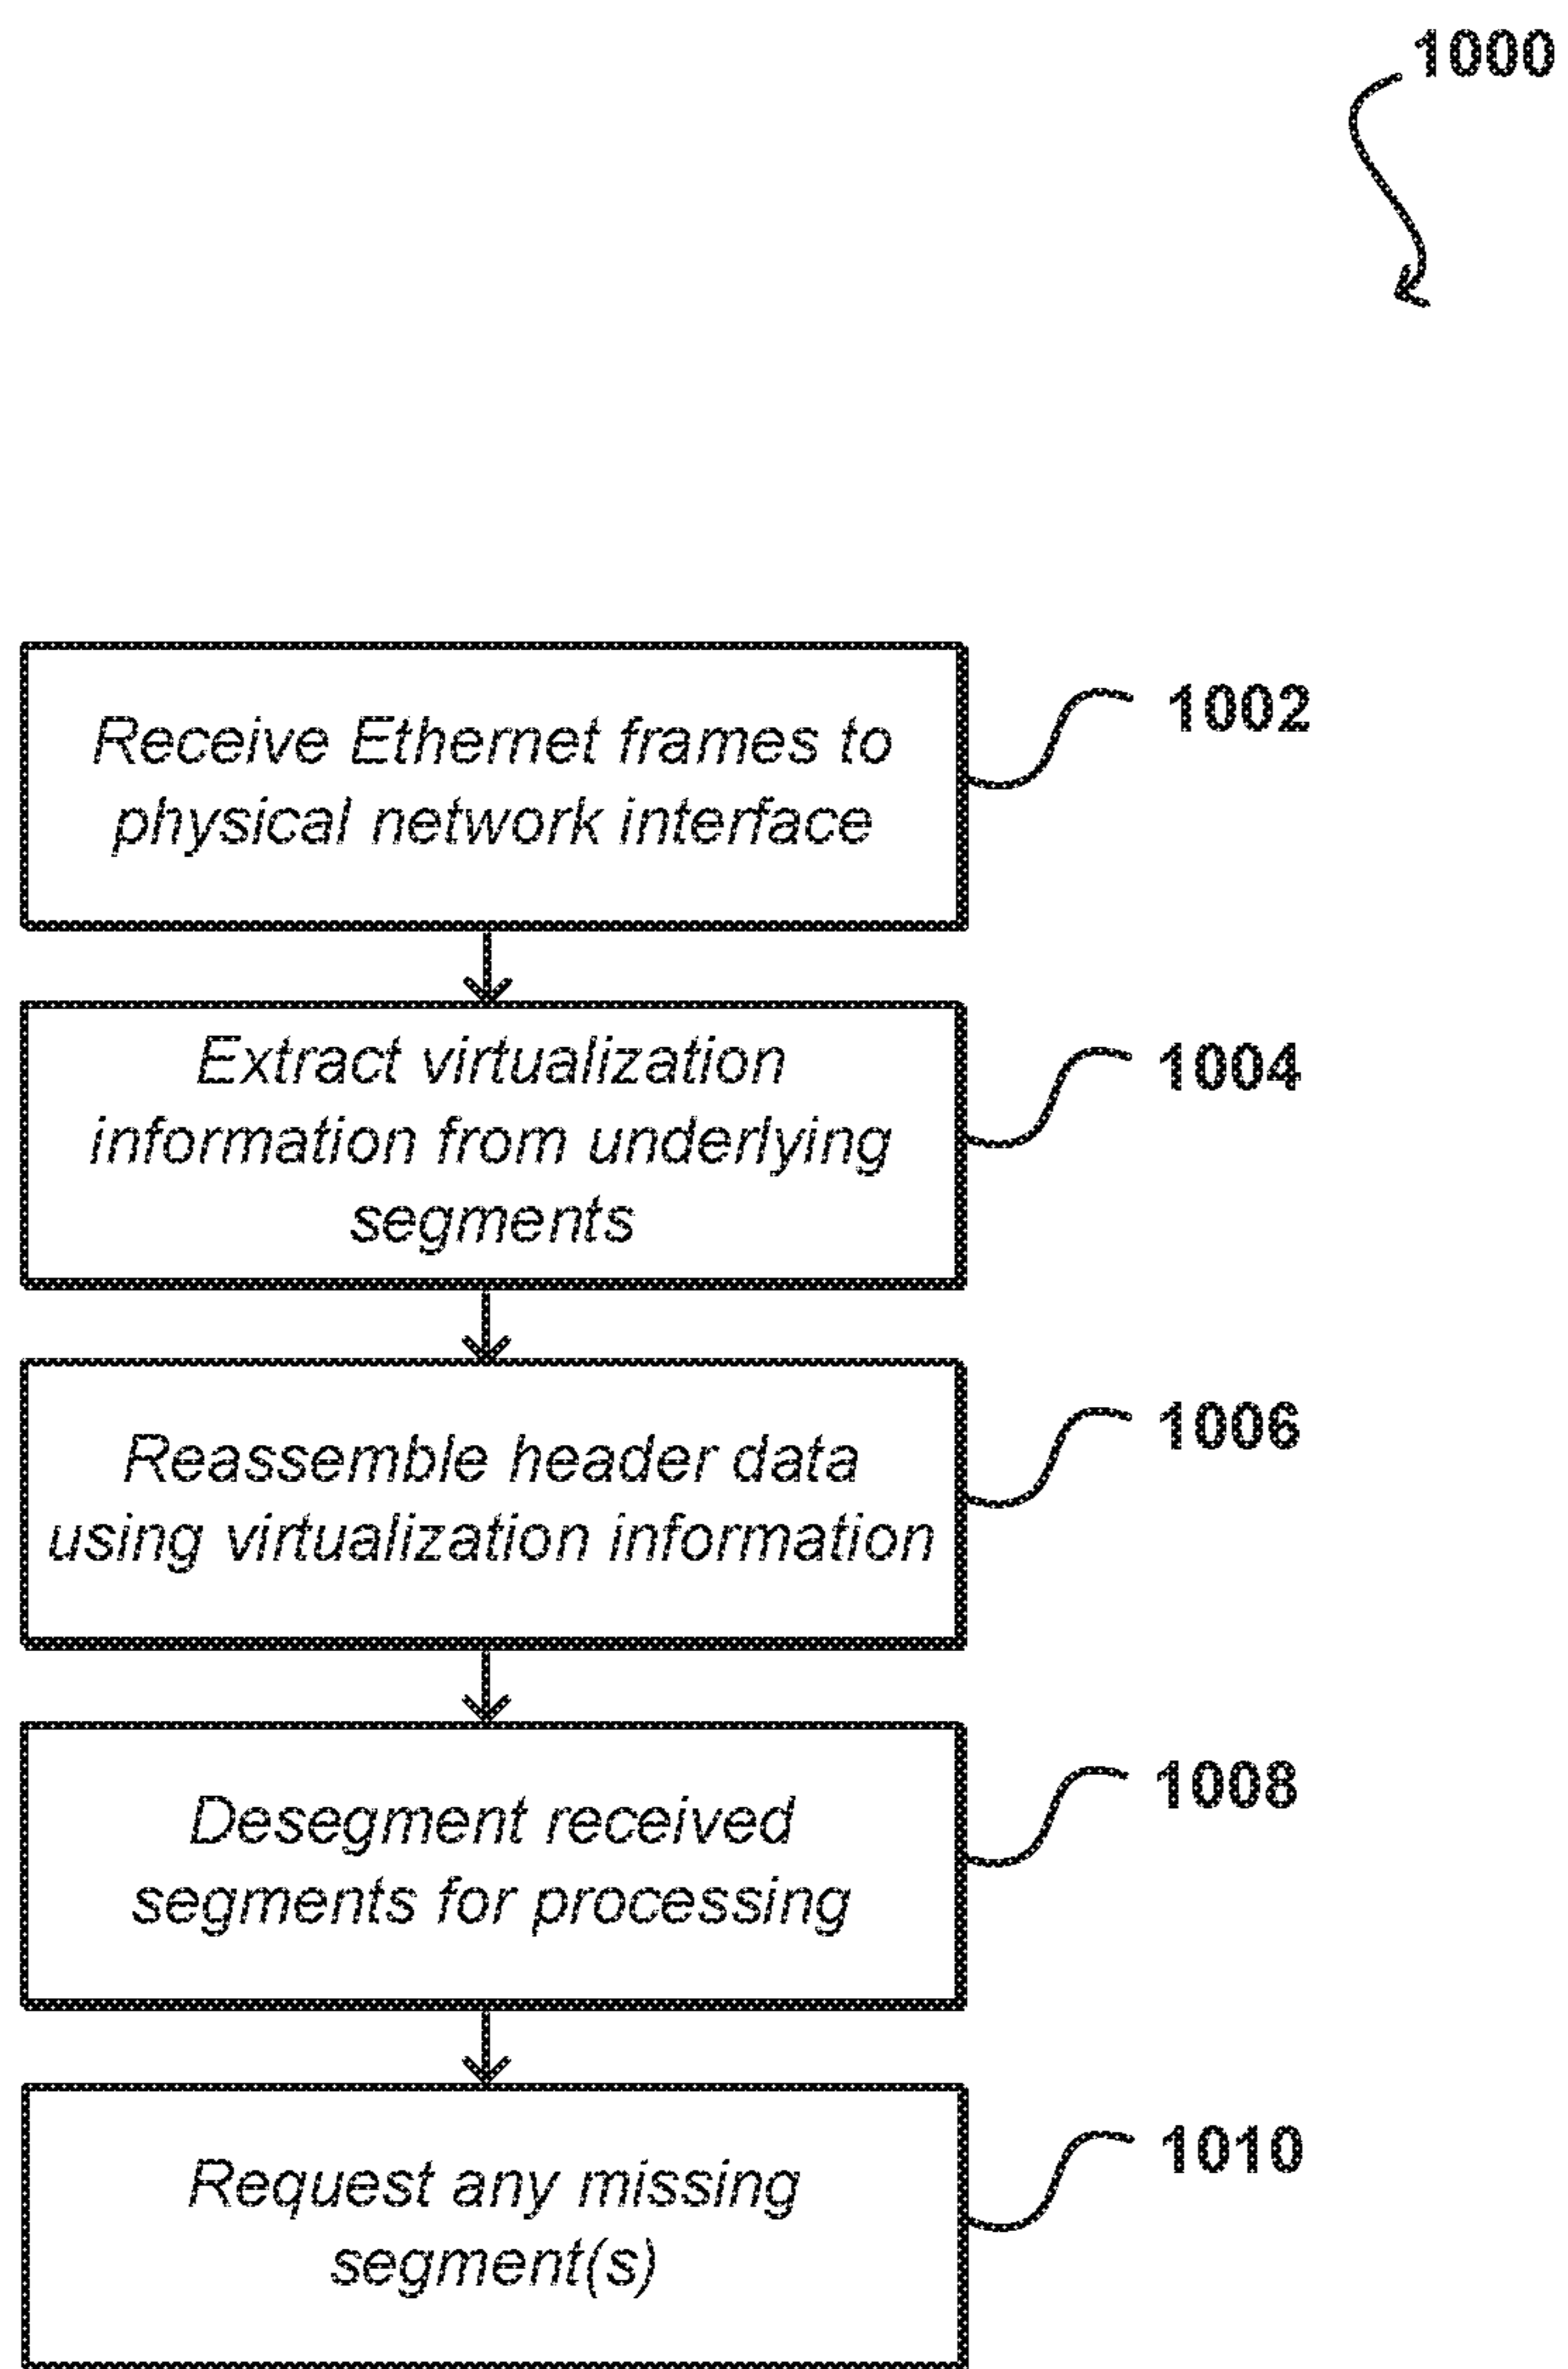 1000
Receive Ethernet frames to
physical network interface
1002
Extract virtualization
information from underlying
segments
1004
Reassemble header data
using virtualization information
1006
Desegment received
segments for processing
1008
Request any missing
segment(s)
1010